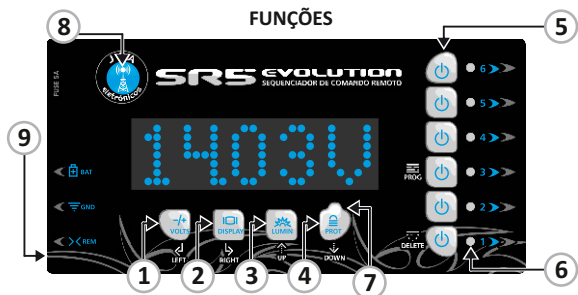 FUNÇÕES
8
5
JVA
eletrônicos
SR5 EVOLUTION
SEQUENCIADOR DE COMANDO REMOTO
FUSE 5A
6
5
4
1403V
9
BAT
PROG
3
GND
2
REM
-/+
VOLTS
DISPLAY
LUMIN
PROT
DELETE
1
LEFT
RIGHT
UP
DOWN
1
2
3
4
7
6